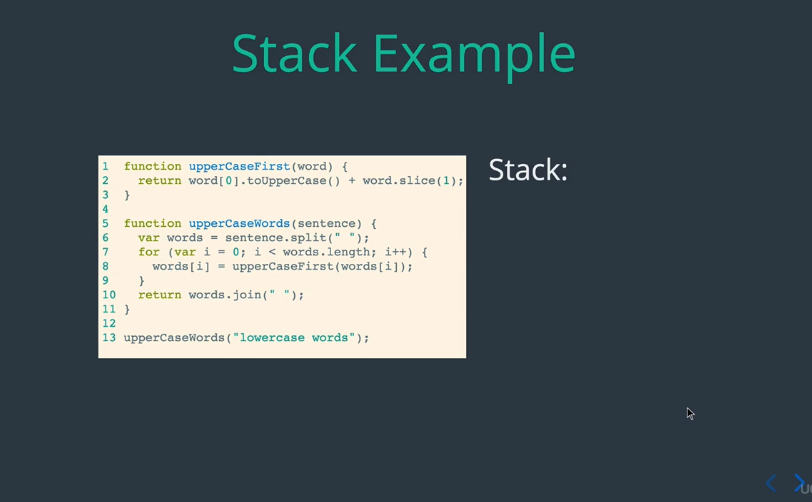 Stack Example
1 function upperCaseFirst(word) {
2 return word[0].toUpperCase() + word.slice(1);
3 }
4
5 function upperCaseWords(sentence) {
6 var words = sentence.split(" ");
7 for (var i = 0; i < words.length; i++) {
8 words[i] = upperCaseFirst(words[i]);
9 }
10 return words.join(" ");
11 }
12
13 upperCaseWords("lowercase words");
Stack: